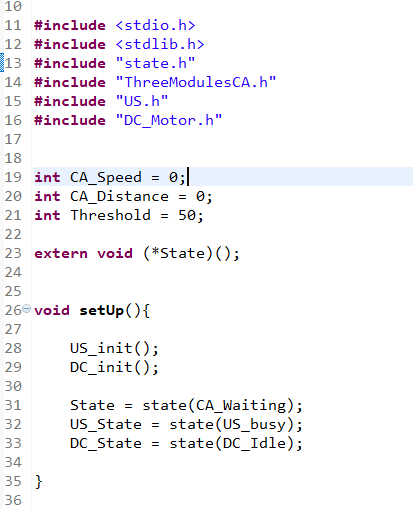 10
11 #include <stdio.h>
12 #include <stdlib.h>
13 #include "state.h"
14 #include "ThreeModulesCA.h"
15 #include "US.h"
16 #include "DC_Motor.h"
17
18
19 int CA_Speed = 0;
20 int CA_Distance = 0;
21 int Threshold = 50;
22
23 extern void (*State)();
24
25
26 void setUp(){
27
28     US_init();
29     DC_init();
30
31     State = state(CA_Waiting);
32     US_State = state(US_busy);
33     DC_State = state(DC_Idle);
34
35 }
36